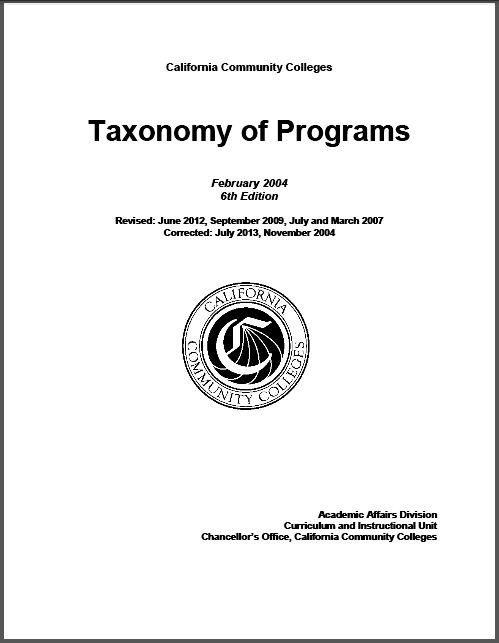 California Community Colleges
Taxonomy of Programs
February 2004
6th Edition
Revised: June 2012, September 2009, July and March 2007
Corrected: July 2013, November 2004
CALIFORNIA
COMMUNITY COLLEGES
Academic Affairs Division
Curriculum and Instructional Unit
Chancellor's Office, California Community Colleges